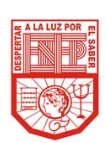 DESPERTAR A LA LUZ POR EL SABER
ENP